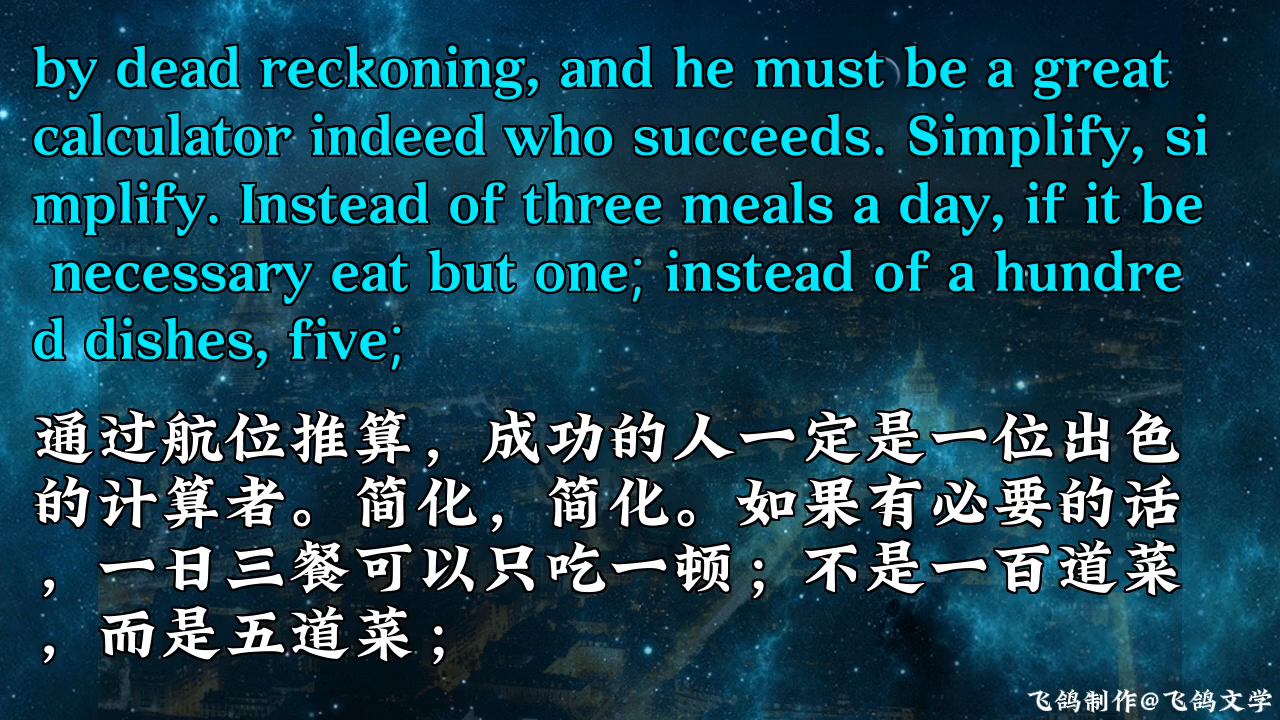 by dead reckoning, and he must be a great
calculator indeed who succeeds. Simplify, si
mplify. Instead of three meals a day, if it be
necessary eat but one; instead of a hundre
d dishes, five;
通过航位推算，成功的人一定是一位出色
的计算者。简化，简化。如果有必要的话
，一日三餐可以只吃一顿；不是一百道菜
，而是五道菜；
飞鸽制作@飞鸽文学